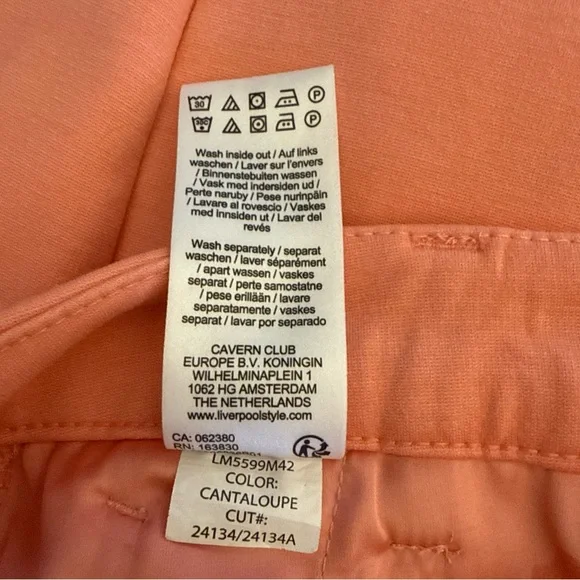 30 P
30C P
Wash inside out / Auf links
waschen / Laver sur l'envers
/ Binnenstebuiten wassen
/ Vask med indersiden ud /
Perte naruby / Pese nurinpäin
/ Lavare al rovescio / Vaskes
med Innsiden ut / Lavar del
revés
Wash separately / separat
waschen / laver séparément
/ apart wassen / vaskes
separat / perte samostatne
/ pese erillään / lavare
separatamente / vaskes
separat / lavar por separado
CAVERN CLUB
EUROPE B.V. KONINGIN
WILHELMINAPLEIN 1
1062 HG AMSTERDAM
THE NETHERLANDS
www.liverpoolstyle.com
CA: 062380
RN: 163830
LM5599M42
COLOR:
CANTALOUPE
CUT#:
24134/24134A